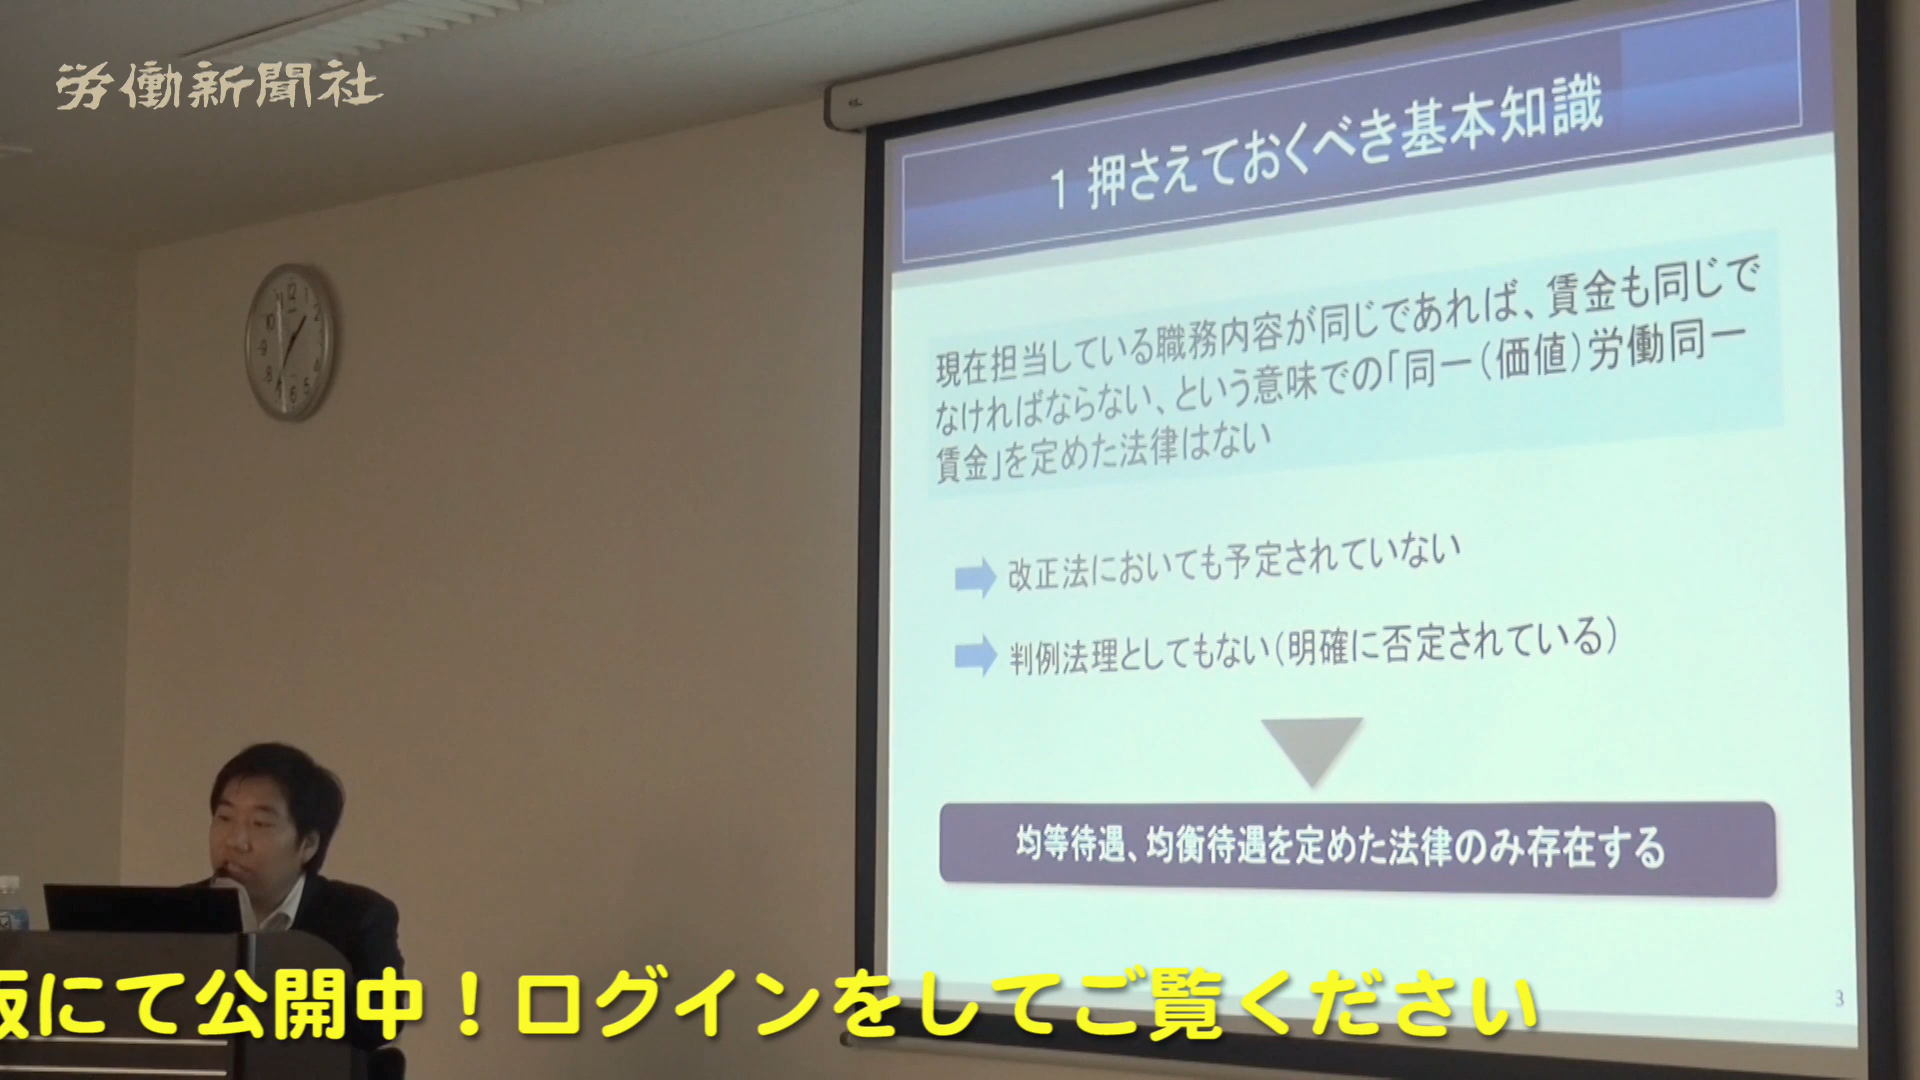 労働新聞社
1 押さえておくべき基本知識
現在担当している職務内容が同じであれば、賃金も同じで
なければならない、という意味での「同一（価値）労働同一
賃金」を定めた法律はない
改正法においても予定されていない
判例法理としてもない（明確に否定されている）
均等待遇、均衡待遇を定めた法律のみ存在する
3
版にて公開中！ログインをしてご覧ください